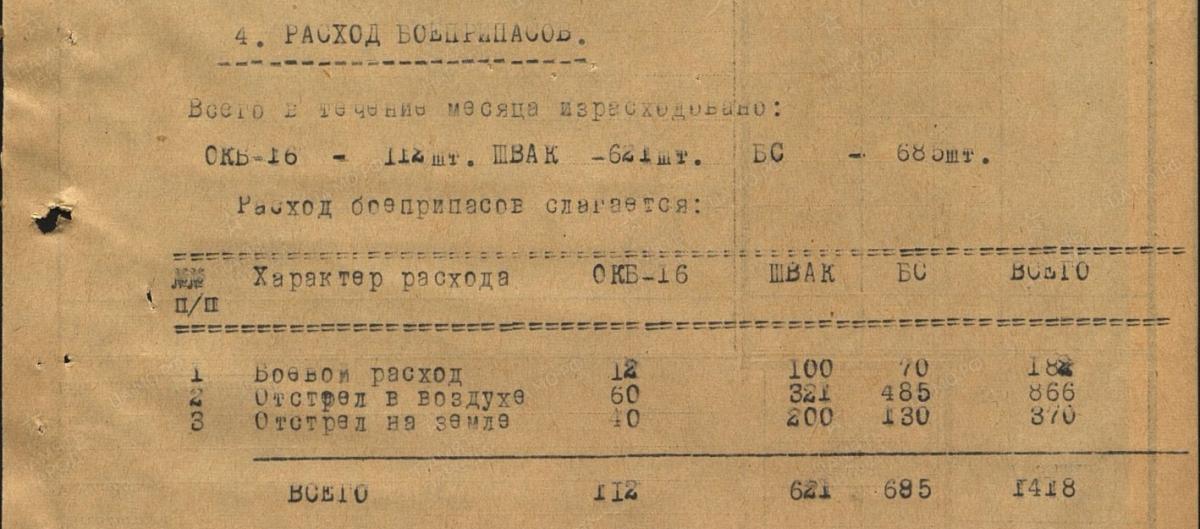 4. РАСХОД БОЕПРИПАСОВ.
Всего в течение месяца израсходовано:
ОКБ-16 - 112шт. ШВАК -621шт. БС - 685шт.
Расход боеприпасов слагается:
№№ Характер расхода ОКБ-16 ШВАК БС ВСЕГО
п/п
1 Боевой расход 12 100 70 182
2 Отстрел в воздухе 60 321 485 866
3 Отстрел на земле 40 200 130 370
ВСЕГО 112 621 685 1418